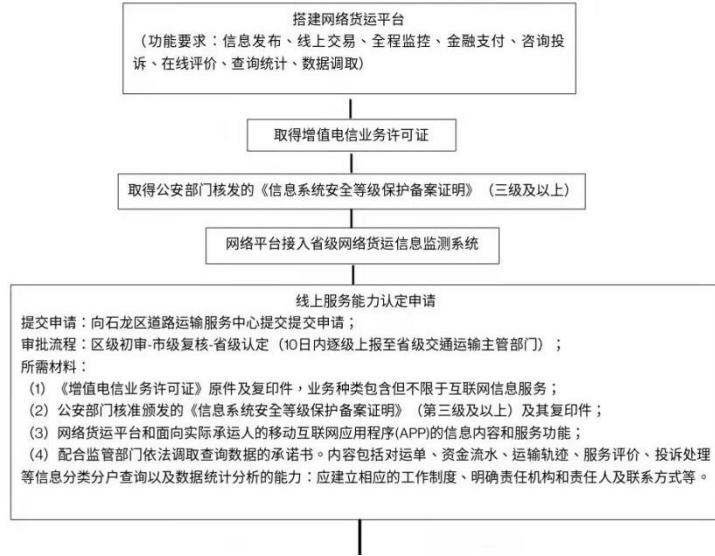 搭建网络货运平台
（功能要求：信息发布、线上交易、全程监控、金融支付、咨询投
诉、在线评价、查询统计、数据调取）
取得增值电信业务许可证
取得公安部门核发的《信息系统安全等级保护备案证明》（三级及以上）
网络平台接入省级网络货运信息监测系统
线上服务能力认定申请
提交申请：向石龙区道路运输服务中心提交提交申请；
审批流程：区级初审-市级复核-省级认定（10日内逐级上报至省级交通运输主管部门）；
所需材料：
（1）《增值电信业务许可证》原件及复印件，业务种类包含但不限于互联网信息服务；
（2）公安部门核准颁发的《信息系统安全等级保护备案证明》（第三级及以上）及其复印件；
（3）网络货运平台和面向实际承运人的移动互联网应用程序(APP)的信息内容和服务功能；
（4）配合监管部门依法调取查询数据的承诺书。内容包括对运单、资金流水、运输轨迹、服务评价、投诉处理
等信息分类分户查询以及数据统计分析的能力：应建立相应的工作制度、明确责任机构和责任人及联系方式等。